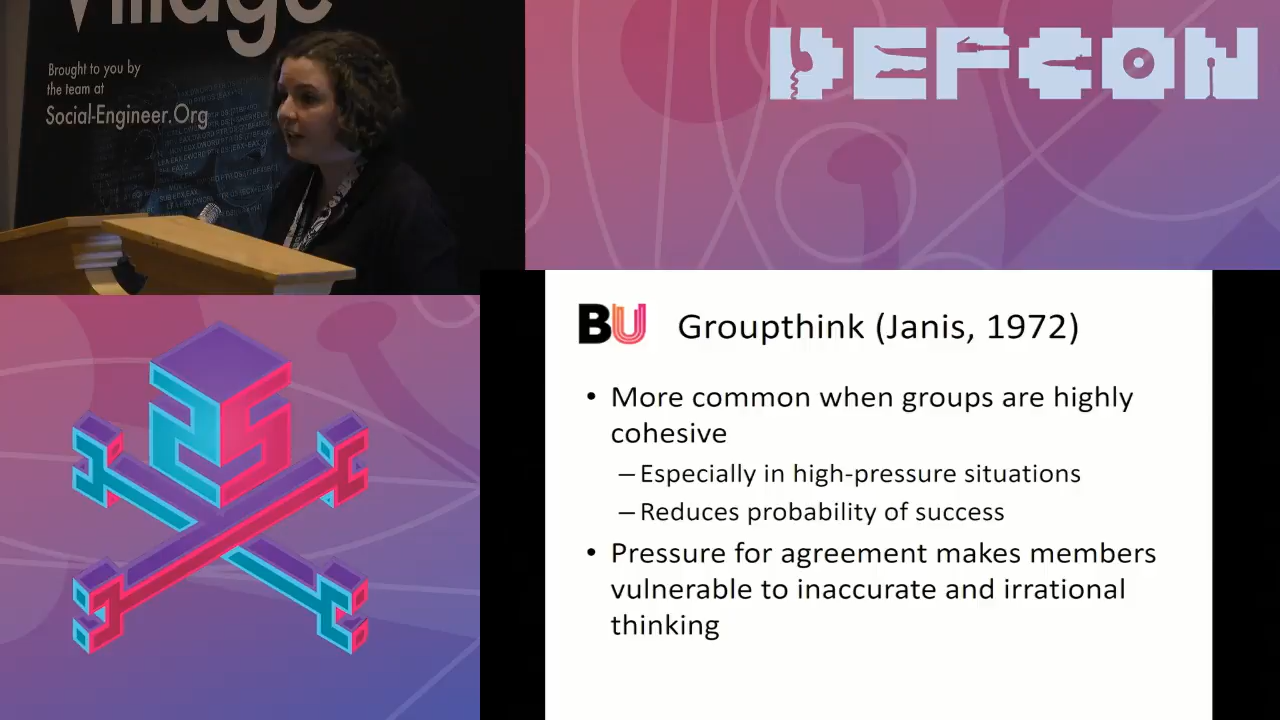 Village
Brought to you by
the team at
Social-Engineer.Org
DEFCON
BU
Groupthink (Janis, 1972)
• More common when groups are highly
cohesive
– Especially in high-pressure situations
– Reduces probability of success
• Pressure for agreement makes members
vulnerable to inaccurate and irrational
thinking